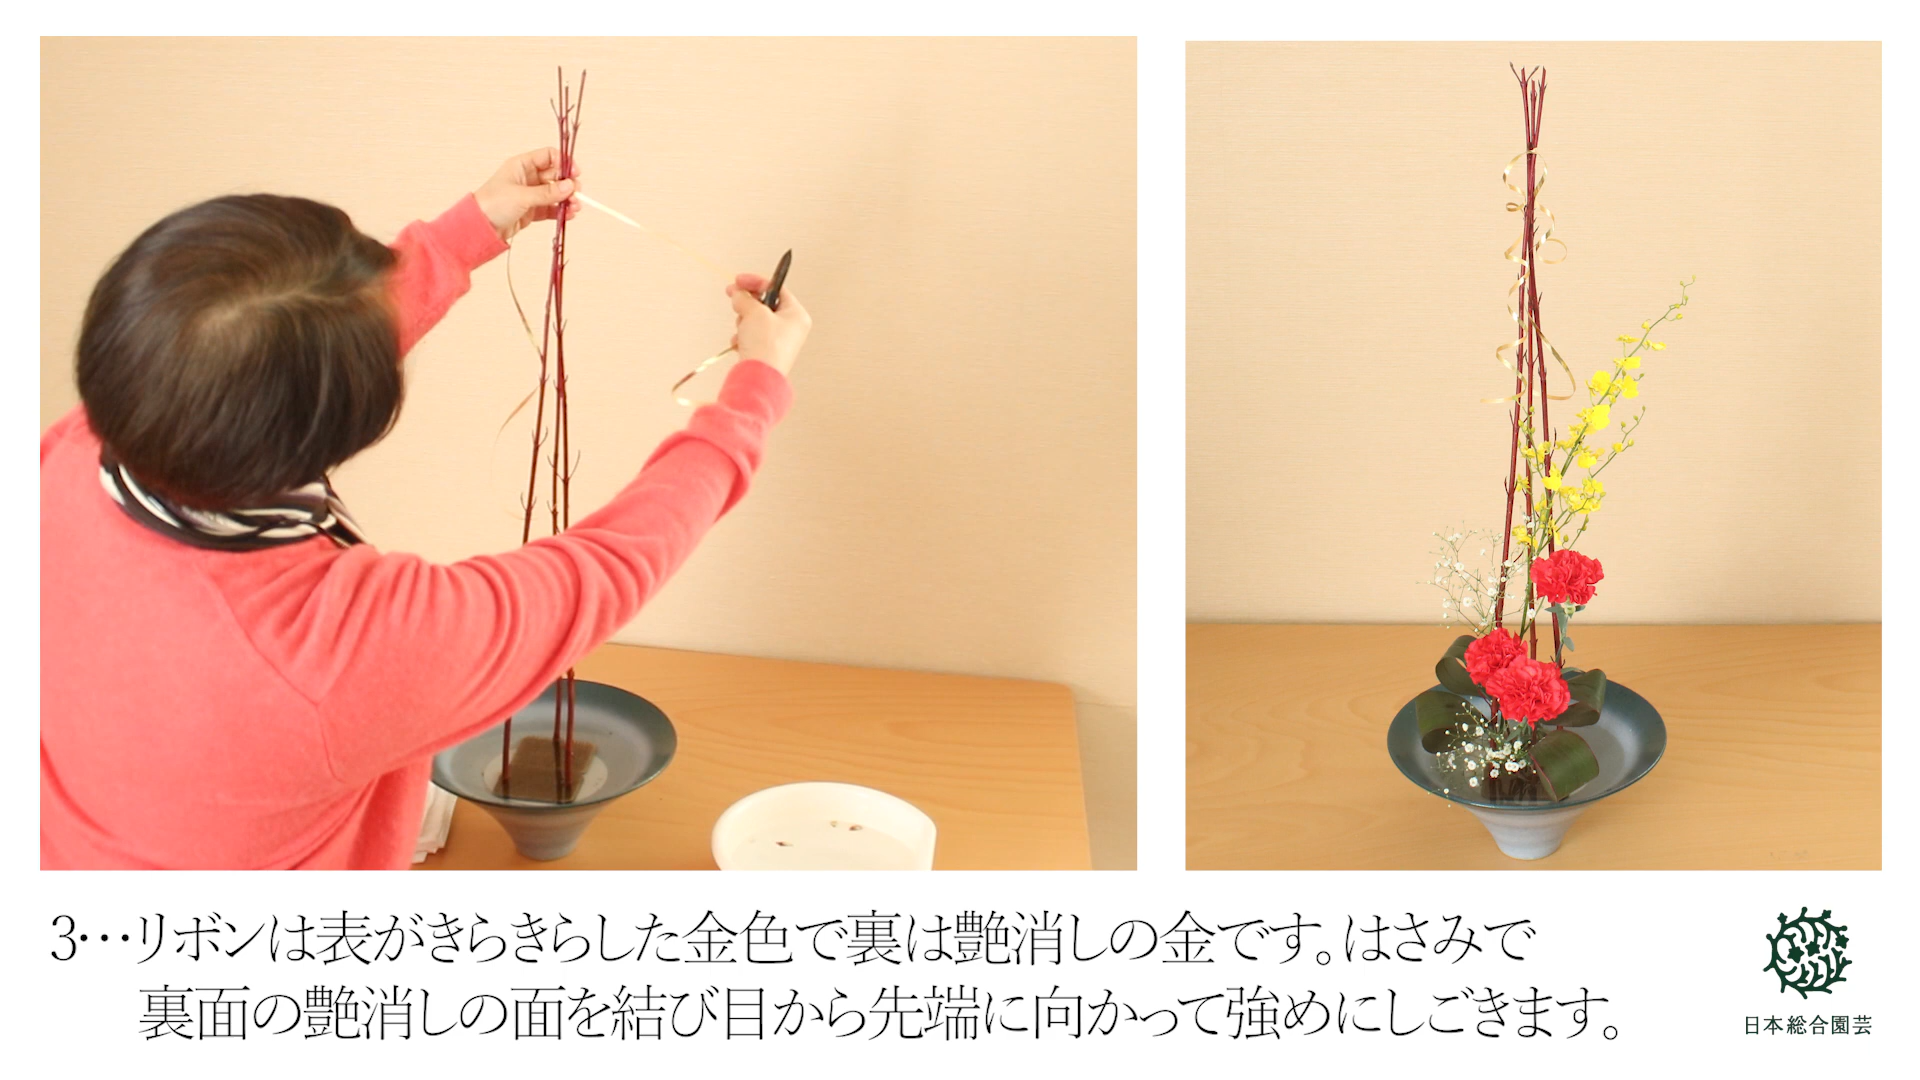 3…リボンは表がきらきらした金色で裏は艶消しの金です。はさみで
裏面の艶消しの面を結び目から先端に向かって強めにしごきます。
日本総合園芸